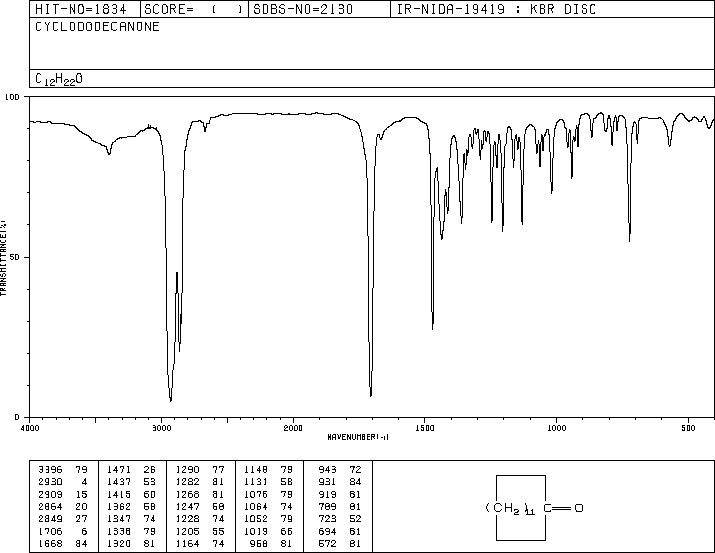 HIT-NO=1834 |SCORE= ( )|SDBS-NO=2130 |IR-NIDA-19419 : KBR DISC
CYCLODODECANONE
C12H22O
100
50
0
TRANSMITTANCE(%)
4000 3000 2000 1500 1000 500
WAVENUMBER(-1)
3396 79 1471 26 1290 77 1148 79 943 72
2930 4 1437 53 1282 81 1131 58 931 84
2909 15 1415 60 1268 81 1076 79 919 81
2864 20 1362 58 1247 58 1064 74 789 81
2849 27 1347 74 1228 74 1052 79 723 52
1706 6 1338 79 1205 55 1019 66 694 81
1668 84 1320 81 1164 74 958 81 572 81
(CH2)11 C=O